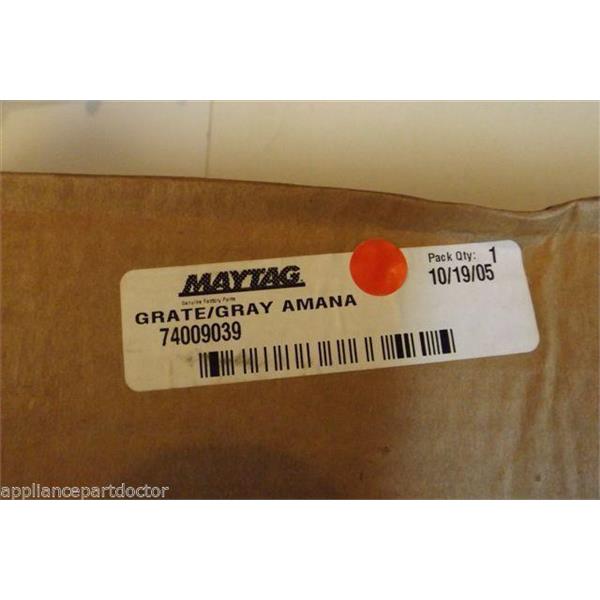 MAYTAG
Genuine Factory Parts
Pack Qty: 1
10/19/05
GRATE/GRAY AMANA
74009039
appliancepartdoctor